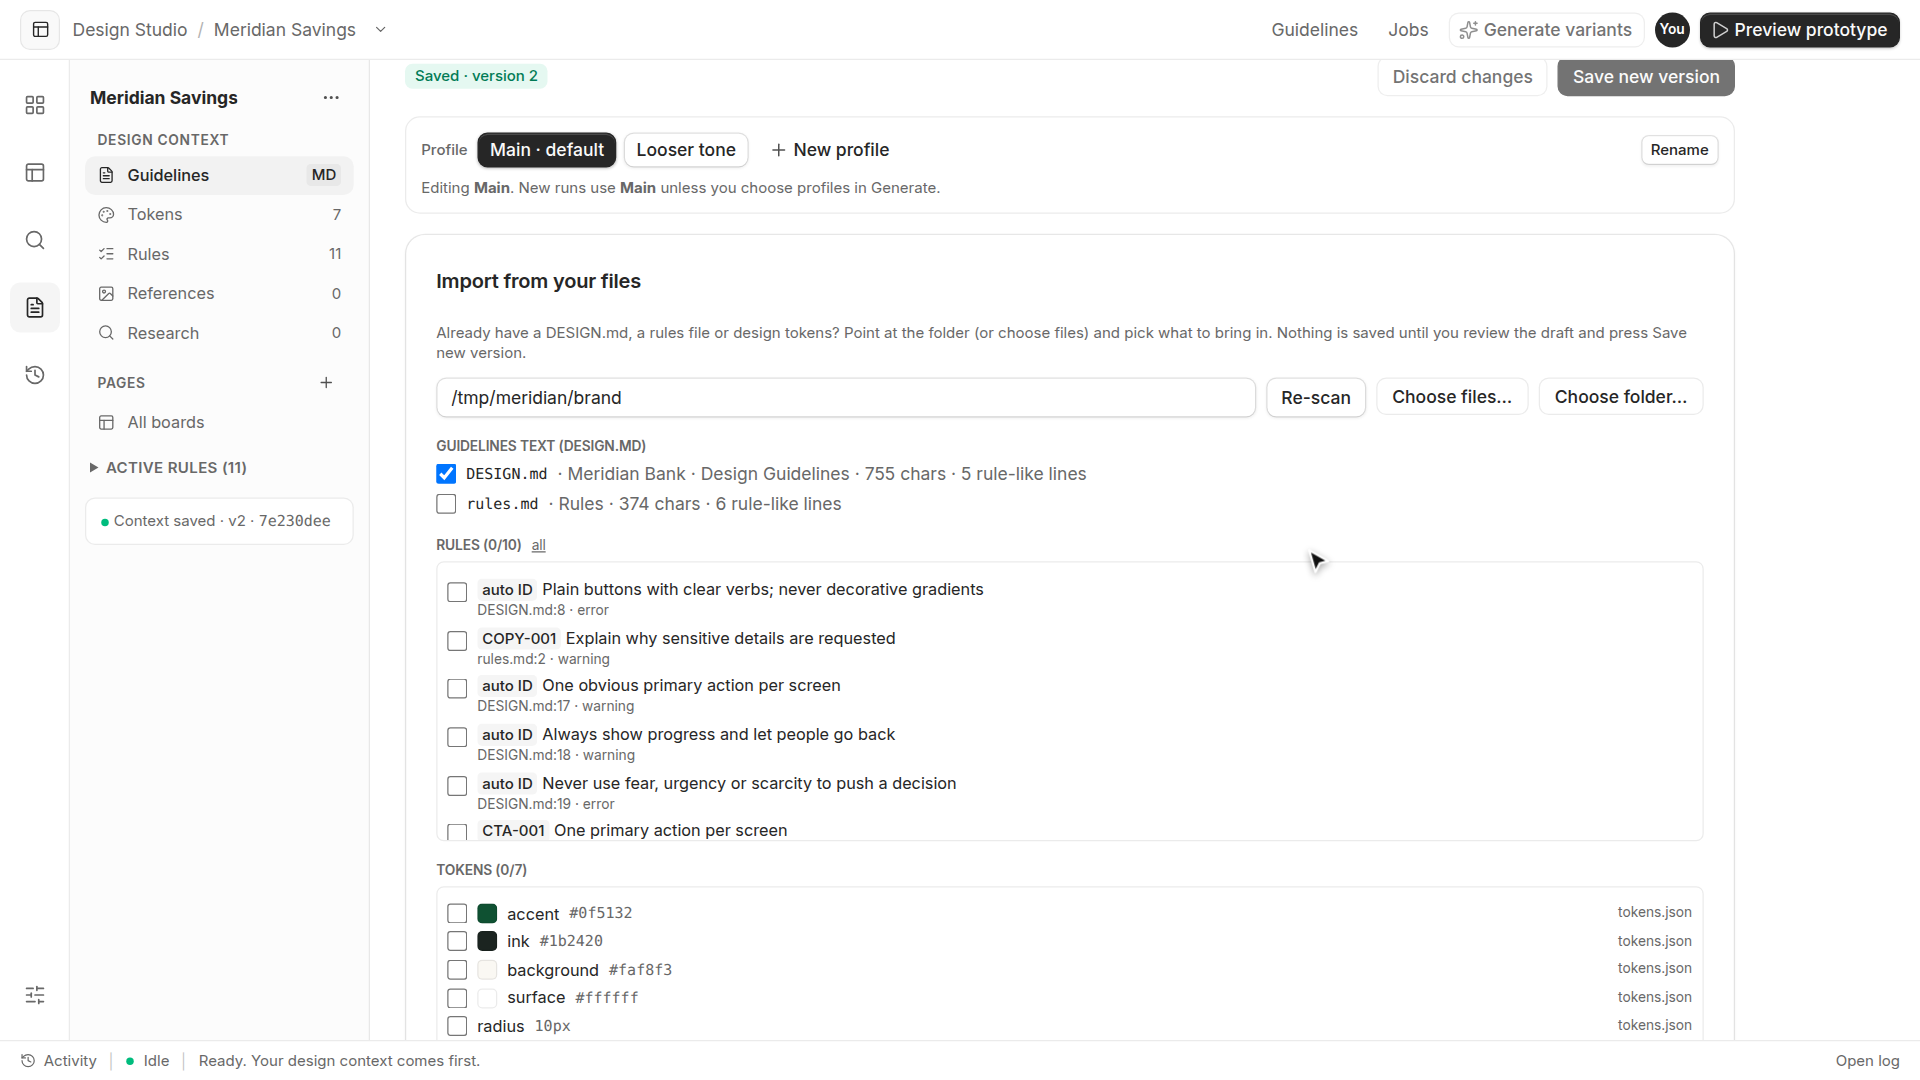 Design Studio / Meridian Savings
Guidelines
Jobs
Generate variants
You
Preview prototype
Meridian Savings
DESIGN CONTEXT
Guidelines MD
Tokens 7
Rules 11
References 0
Research 0
PAGES
All boards
ACTIVE RULES (11)
Context saved · v2 · 7e230dee
Saved · version 2
Discard changes
Save new version
Profile
Main · default
Looser tone
New profile
Rename
Editing Main. New runs use Main unless you choose profiles in Generate.
Import from your files
Already have a DESIGN.md, a rules file or design tokens? Point at the folder (or choose files) and pick what to bring in. Nothing is saved until you review the draft and press Save
new version.
/tmp/meridian/brand
Re-scan
Choose files...
Choose folder...
GUIDELINES TEXT (DESIGN.MD)
DESIGN.md · Meridian Bank · Design Guidelines · 755 chars · 5 rule-like lines
rules.md · Rules · 374 chars · 6 rule-like lines
RULES (0/10) all
auto ID Plain buttons with clear verbs; never decorative gradients
DESIGN.md:8 · error
COPY-001 Explain why sensitive details are requested
rules.md:2 · warning
auto ID One obvious primary action per screen
DESIGN.md:17 · warning
auto ID Always show progress and let people go back
DESIGN.md:18 · warning
auto ID Never use fear, urgency or scarcity to push a decision
DESIGN.md:19 · error
CTA-001 One primary action per screen
TOKENS (0/7)
accent #0f5132 tokens.json
ink #1b2420 tokens.json
background #faf8f3 tokens.json
surface #ffffff tokens.json
radius 10px tokens.json
Activity
Idle
Ready. Your design context comes first.
Open log